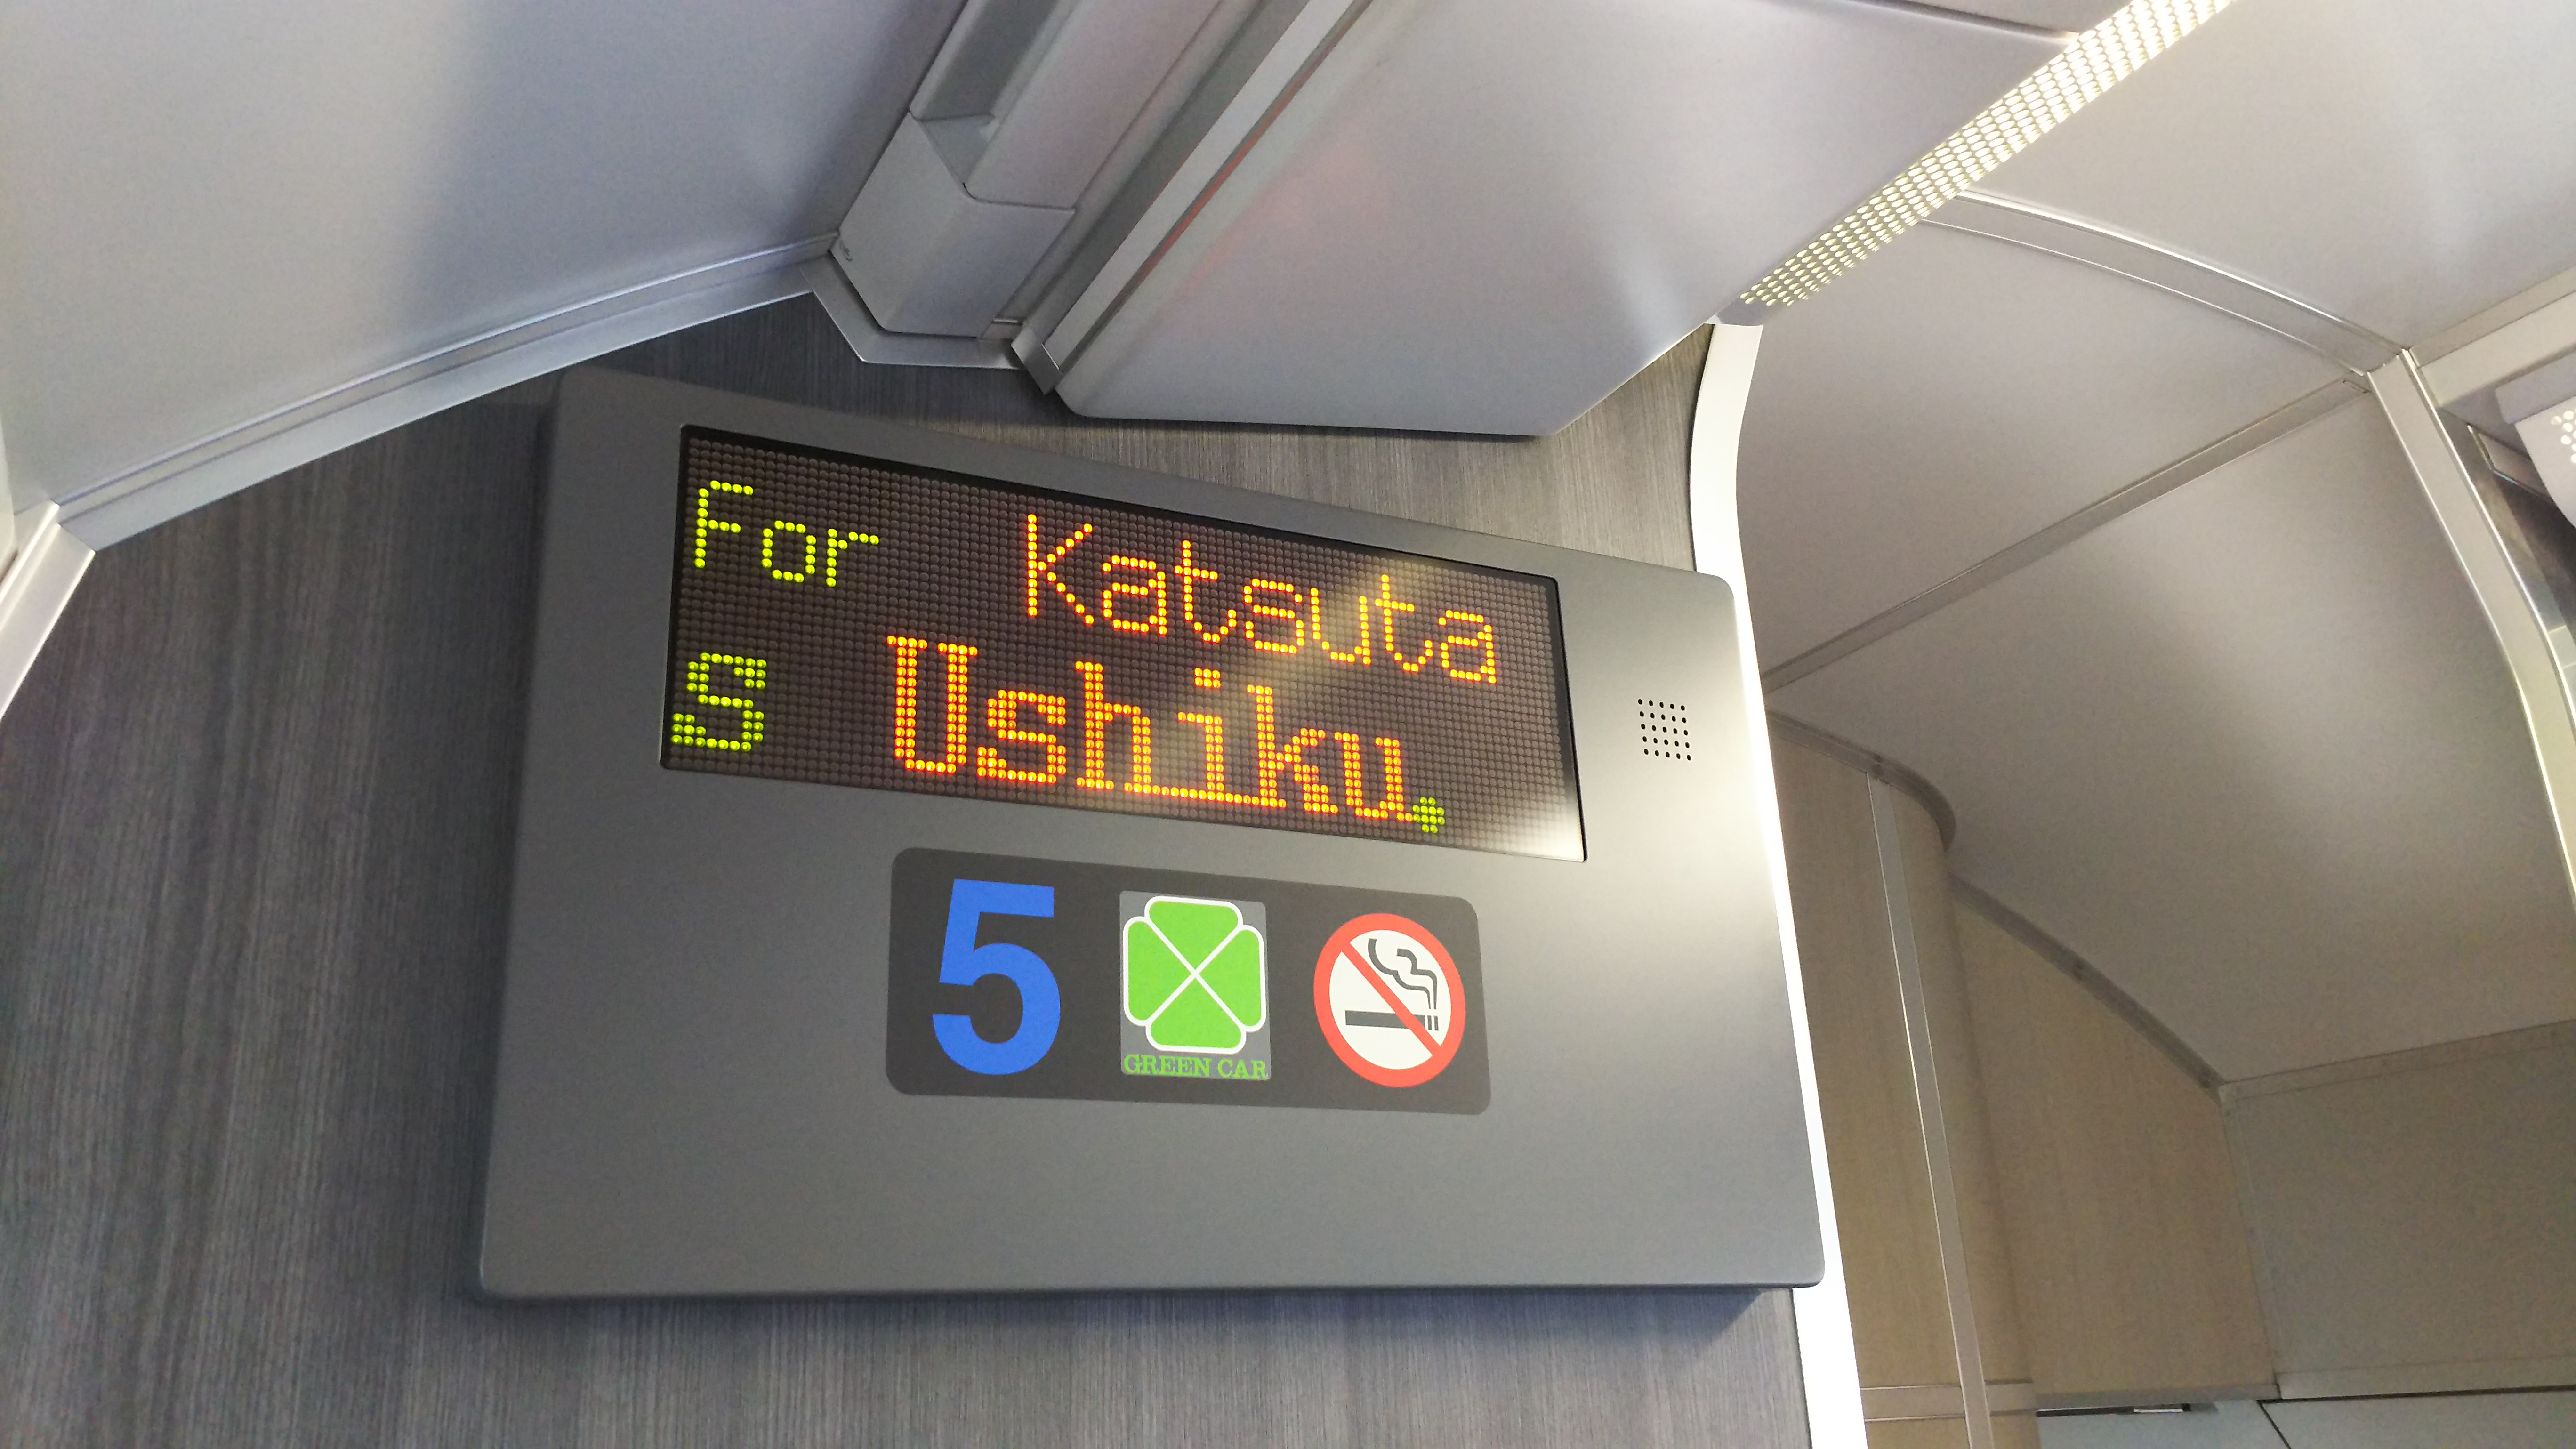 For Katsuta
S Ushiku.
5
GREEN CAR